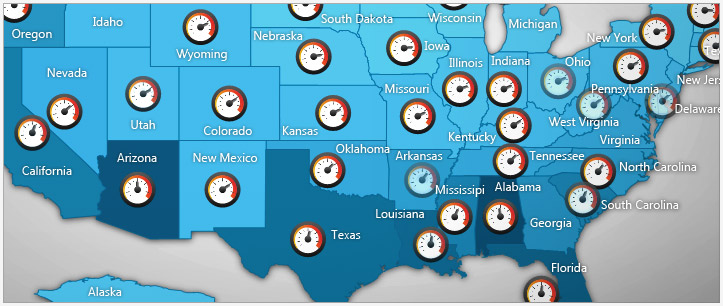 South Dakota
Wisconsin
Idaho
Michigan
Oregon
Nebraska
New York
Iowa
Wyoming
Illinois
Indiana
Ohio
Nevada
New Jer
Missouri
Pennsylvania
Delaware
Utah
West Virginia
Colorado
Kansas
Kentucky
Virginia
Oklahoma
Arizona
New Mexico
Arkansas
Tennessee
California
North Carolina
Mississipi
Alabama
South Carolina
Louisiana
Georgia
Texas
Florida
Alaska